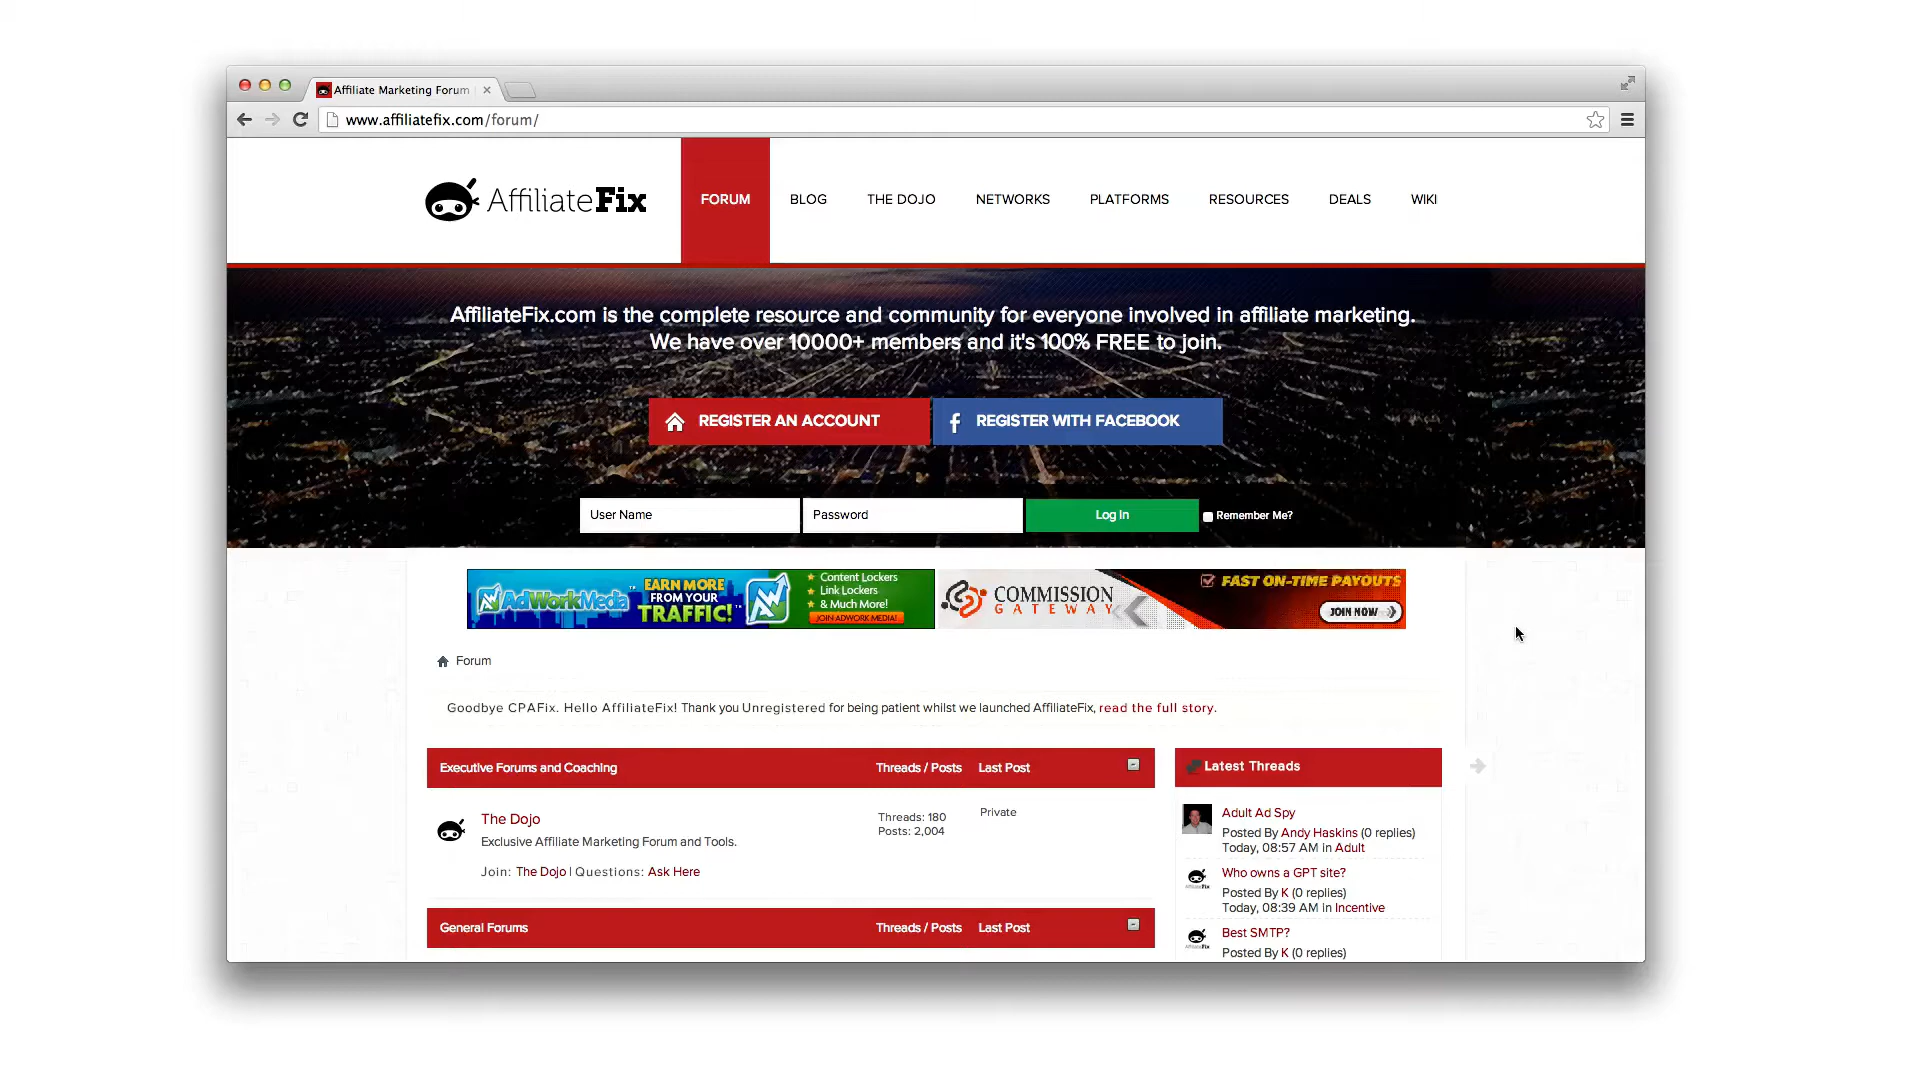 Affiliate Marketing Forum
www.affiliatefix.com/forum/
AffiliateFix
FORUM
BLOG
THE DOJO
NETWORKS
PLATFORMS
RESOURCES
DEALS
WIKI
AffiliateFix.com is the complete resource and community for everyone involved in affiliate marketing.
We have over 10000+ members and it's 100% FREE to join.
REGISTER AN ACCOUNT
REGISTER WITH FACEBOOK
User Name
Password
Log In
Remember Me?
AdWorkMedia
EARN MORE
FROM YOUR
TRAFFIC!
Content Lockers
Link Lockers
& Much More!
JOIN ADWORK MEDIA!
COMMISSION
GATEWAY
FAST ON-TIME PAYOUTS
JOIN NOW
Forum
Goodbye CPAFix. Hello AffiliateFix! Thank you Unregistered for being patient whilst we launched AffiliateFix, read the full story.
Executive Forums and Coaching
Threads / Posts
Last Post
The Dojo
Exclusive Affiliate Marketing Forum and Tools.
Join: The Dojo | Questions: Ask Here
Threads: 180
Posts: 2,004
Private
General Forums
Threads / Posts
Last Post
Latest Threads
Adult Ad Spy
Posted By Andy Haskins (0 replies)
Today, 08:57 AM in Adult
Who owns a GPT site?
Posted By K (0 replies)
Today, 08:39 AM in Incentive
Best SMTP?
Posted By K (0 replies)